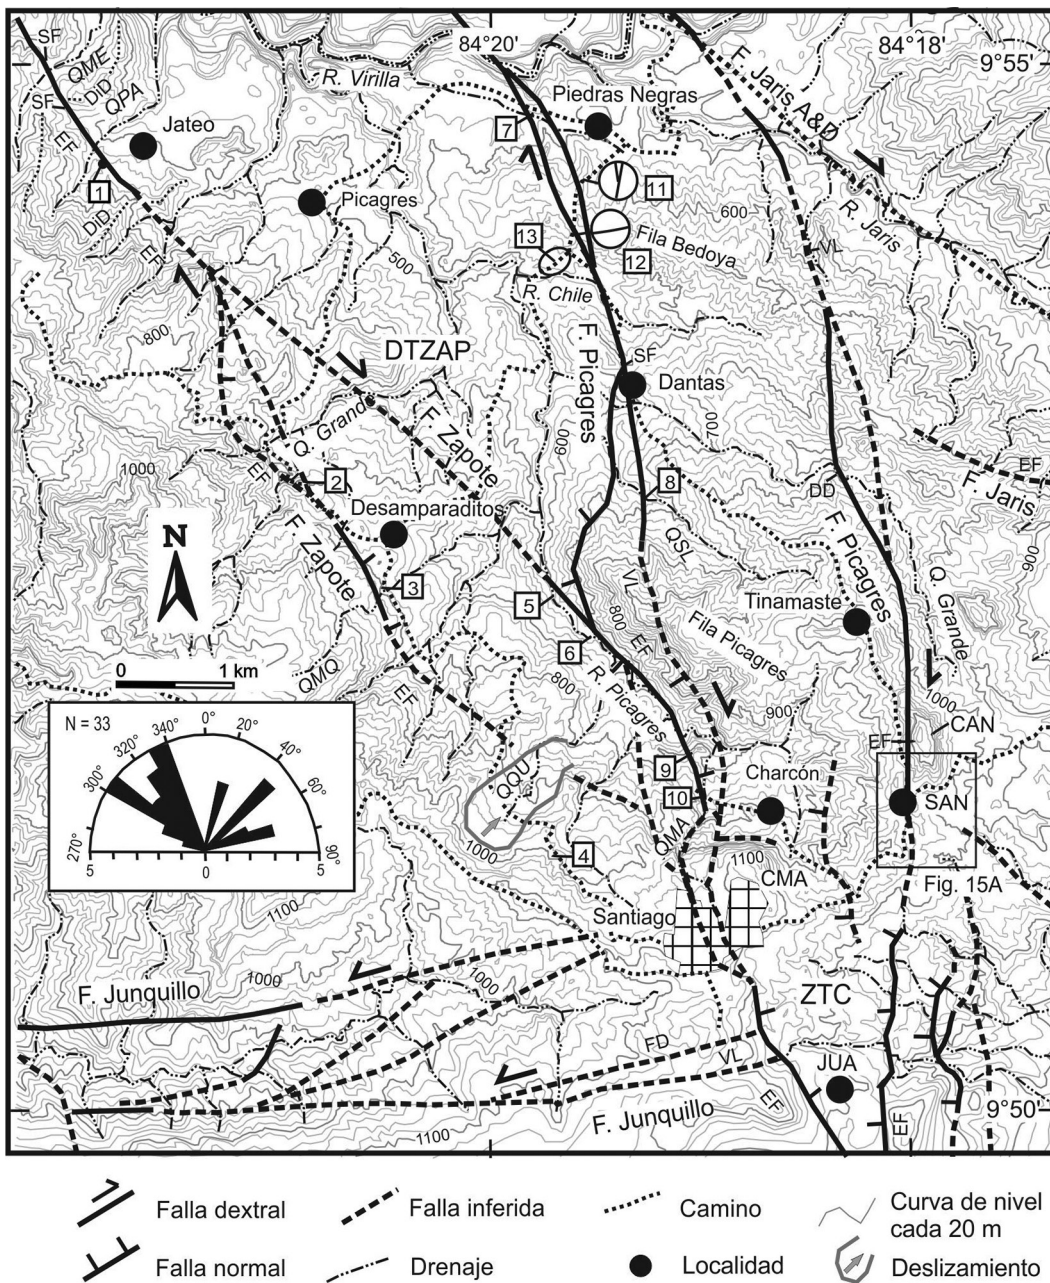 84°20'
84°18'
9°55'
SF
QME
DID
QPA
SF
EF
R. Virilla
Piedras Negras
F. Jaris A&D
Jateo
7
1
Picagres
11
600
R. Jaris
DID
EF
13
12
Fila Bedoya
VL
500
R. Chile
800
DTZAP
F. Picagres
SF
Dantas
Q. Grande
F. Zapote
600
700
1000
EF
2
8
DD
EF
F. Jaris
Desamparaditos
F. Picagres
N
F. Zapote
QSL
900
3
5
VL
Tinamaste
Q. Grande
800
0 1 km
6
EF
Fila Picagres
QMQ
EF
R. Picagres
800
1000
N = 33
0°
340°
20°
320°
40°
300°
60°
270°
90°
5
0
5
900
CAN
EF
QQU
9
Charcón
10
SAN
QMA
1000
4
1100
CMA
Fig. 15A
1100
Santiago
1000
1000
F. Junquillo
ZTC
FD
VL
JUA
EF
F. Junquillo
9°50'
1100
EF
Falla dextral
Falla inferida
Camino
Curva de nivel
cada 20 m
Falla normal
Drenaje
Localidad
Deslizamiento